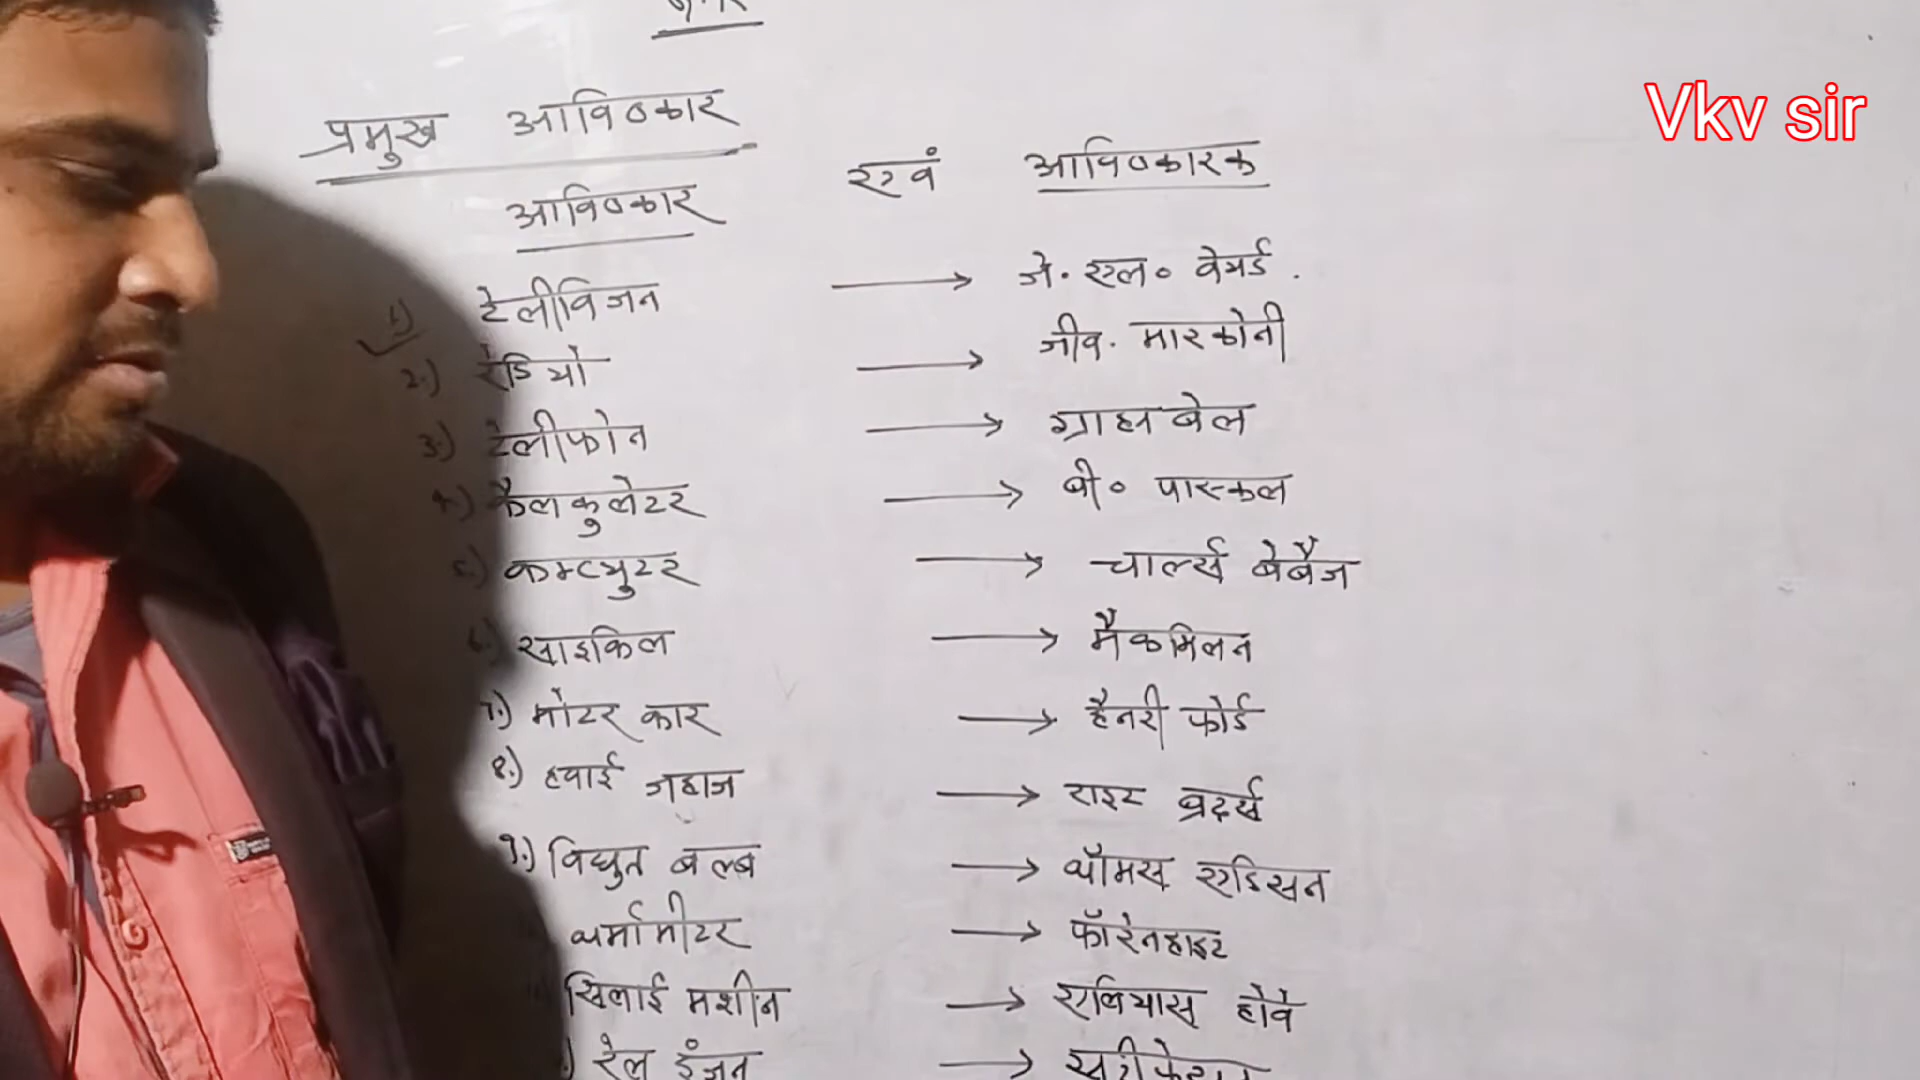 Vkv sir
प्रमुख आविष्कार एवं आविष्कारक
आविष्कार
1.) टेलीविजन → जे. एल० वेयर्ड.
2.) रेडियो → जीव. मारकोनी
3.) टेलीफोन → ग्राहम बेल
4.) कैलकुलेटर → बी० पास्कल
5.) कम्प्युटर → चार्ल्स बेबैज
6.) साइकिल → मैकमिलन
7.) मोटर कार → हैनरी फोर्ड
8.) हवाई जहाज → राइट ब्रर्द्स
9.) विधुत बल्ब → थॉमस एडिसन
थर्मामीटर → फॉरेनहाइट
सिलाई मशीन → एलियास होवे
) रेल इंजन →